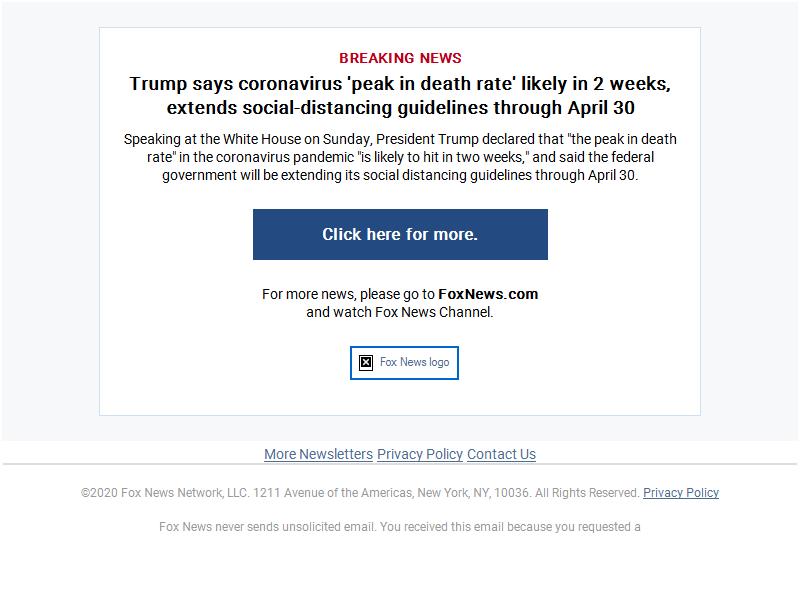 BREAKING NEWS
Trump says coronavirus 'peak in death rate' likely in 2 weeks,
extends social-distancing guidelines through April 30
Speaking at the White House on Sunday, President Trump declared that "the peak in death
rate" in the coronavirus pandemic "is likely to hit in two weeks," and said the federal
government will be extending its social distancing guidelines through April 30.
Click here for more.
For more news, please go to FoxNews.com
and watch Fox News Channel.
Fox News logo
More Newsletters Privacy Policy Contact Us
©2020 Fox News Network, LLC. 1211 Avenue of the Americas, New York, NY, 10036. All Rights Reserved. Privacy Policy
Fox News never sends unsolicited email. You received this email because you requested a